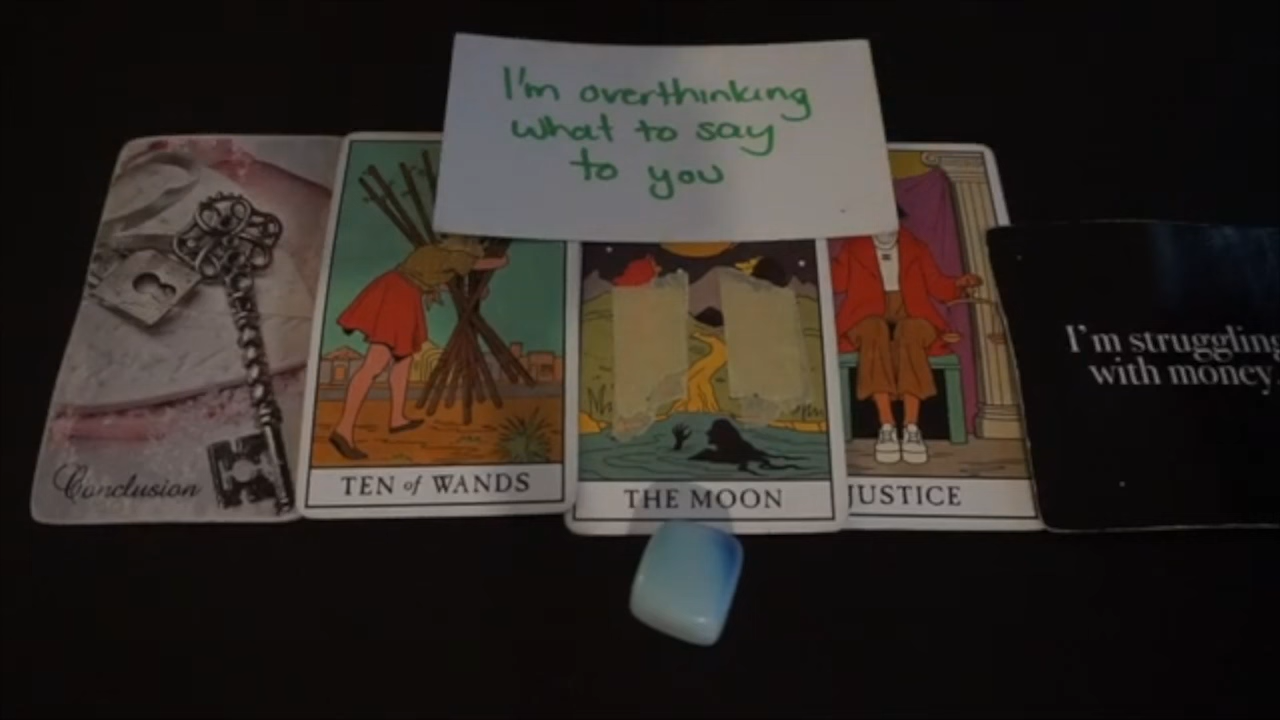 I'm overthinking
what to say
to you
Conclusion
TEN of WANDS
THE MOON
JUSTICE
I'm struggling
with money